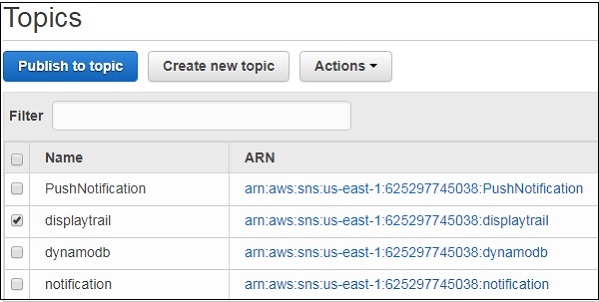 Topics
Publish to topic Create new topic Actions
Filter
Name ARN
PushNotification arn:aws:sns:us-east-1:625297745038:PushNotification
displaytrail arn:aws:sns:us-east-1:625297745038:displaytrail
dynamodb arn:aws:sns:us-east-1:625297745038:dynamodb
notification arn:aws:sns:us-east-1:625297745038:notification